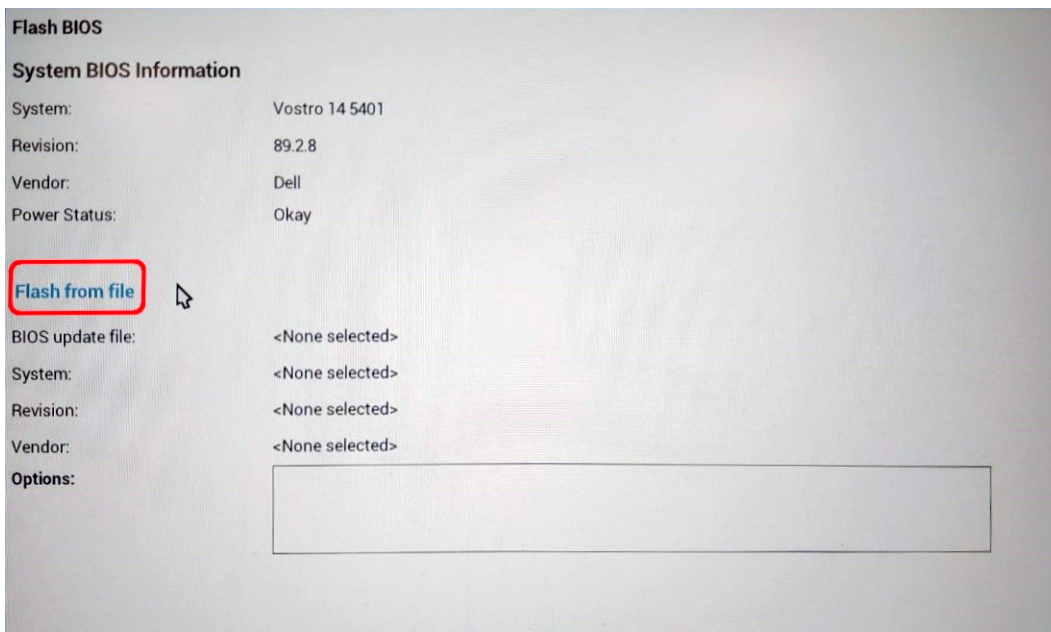 Flash BIOS
System BIOS Information
System: Vostro 14 5401
Revision: 89.2.8
Vendor: Dell
Power Status: Okay
Flash from file
BIOS update file: <None selected>
System: <None selected>
Revision: <None selected>
Vendor: <None selected>
Options: